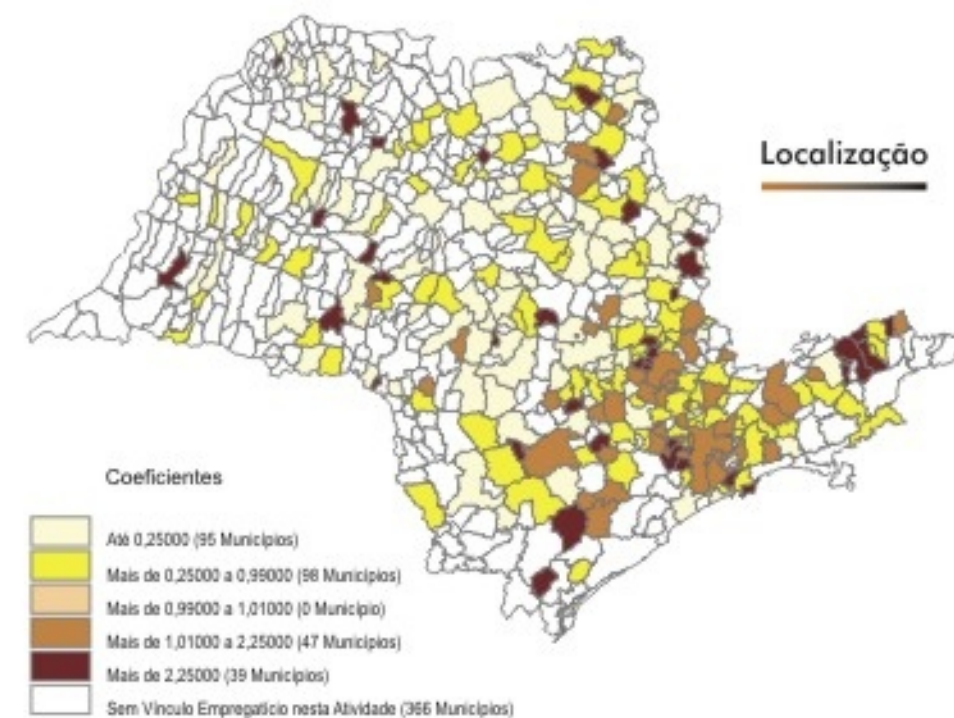 Localização
Coeficientes
Até 0,25000 (95 Municípios)
Mais de 0,25000 a 0,99000 (98 Municípios)
Mais de 0,99000 a 1,01000 (0 Município)
Mais de 1,01000 a 2,25000 (47 Municípios)
Mais de 2,25000 (39 Municípios)
Sem Vínculo Empregatício nesta Atividade (366 Municípios)